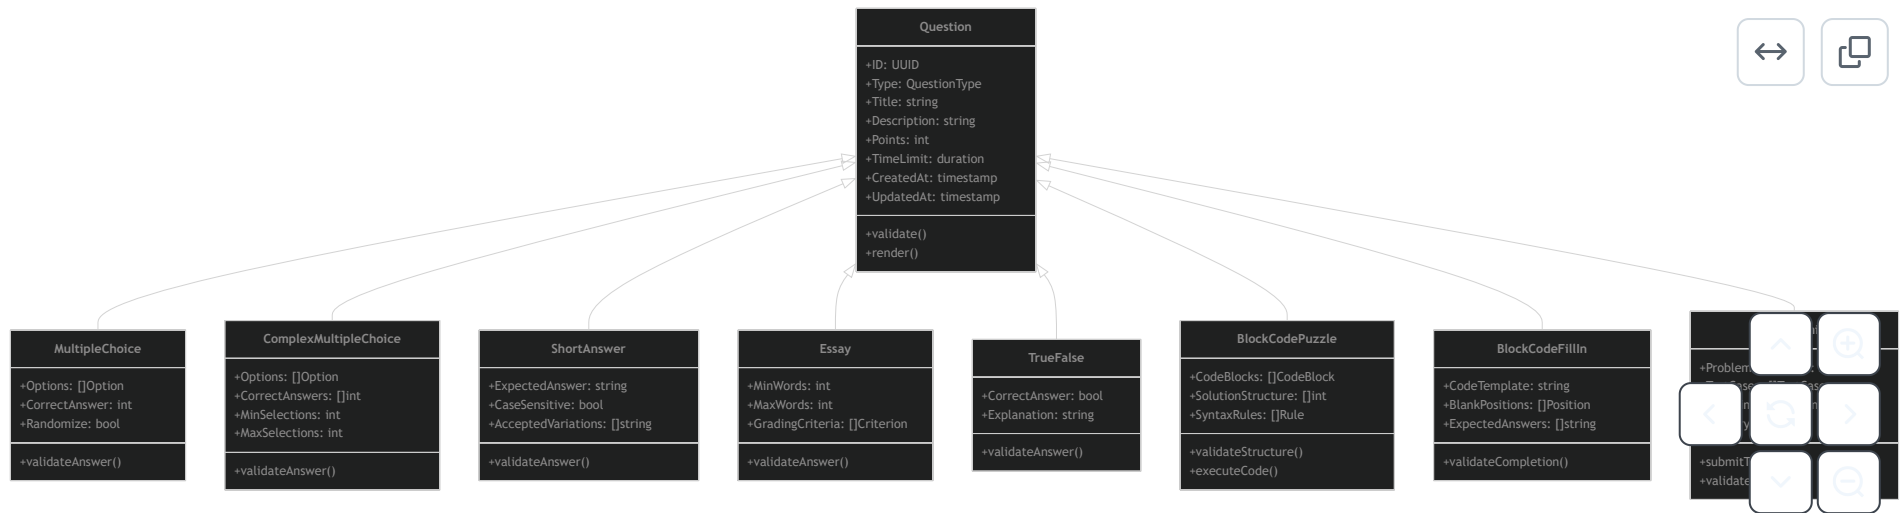 Question
+ID: UUID
+Type: QuestionType
+Title: string
+Description: string
+Points: int
+TimeLimit: duration
+CreatedAt: timestamp
+UpdatedAt: timestamp
+validate()
+render()
MultipleChoice
+Options: []Option
+CorrectAnswer: int
+Randomize: bool
+validateAnswer()
ComplexMultipleChoice
+Options: []Option
+CorrectAnswers: []int
+MinSelections: int
+MaxSelections: int
+validateAnswer()
ShortAnswer
+ExpectedAnswer: string
+CaseSensitive: bool
+AcceptedVariations: []string
+validateAnswer()
Essay
+MinWords: int
+MaxWords: int
+GradingCriteria: []Criterion
+validateAnswer()
TrueFalse
+CorrectAnswer: bool
+Explanation: string
+validateAnswer()
BlockCodePuzzle
+CodeBlocks: []CodeBlock
+SolutionStructure: []int
+SyntaxRules: []Rule
+validateStructure()
+executeCode()
BlockCodeFillIn
+CodeTemplate: string
+BlankPositions: []Position
+ExpectedAnswers: []string
+validateCompletion()
+Problem
+submitT
+validate